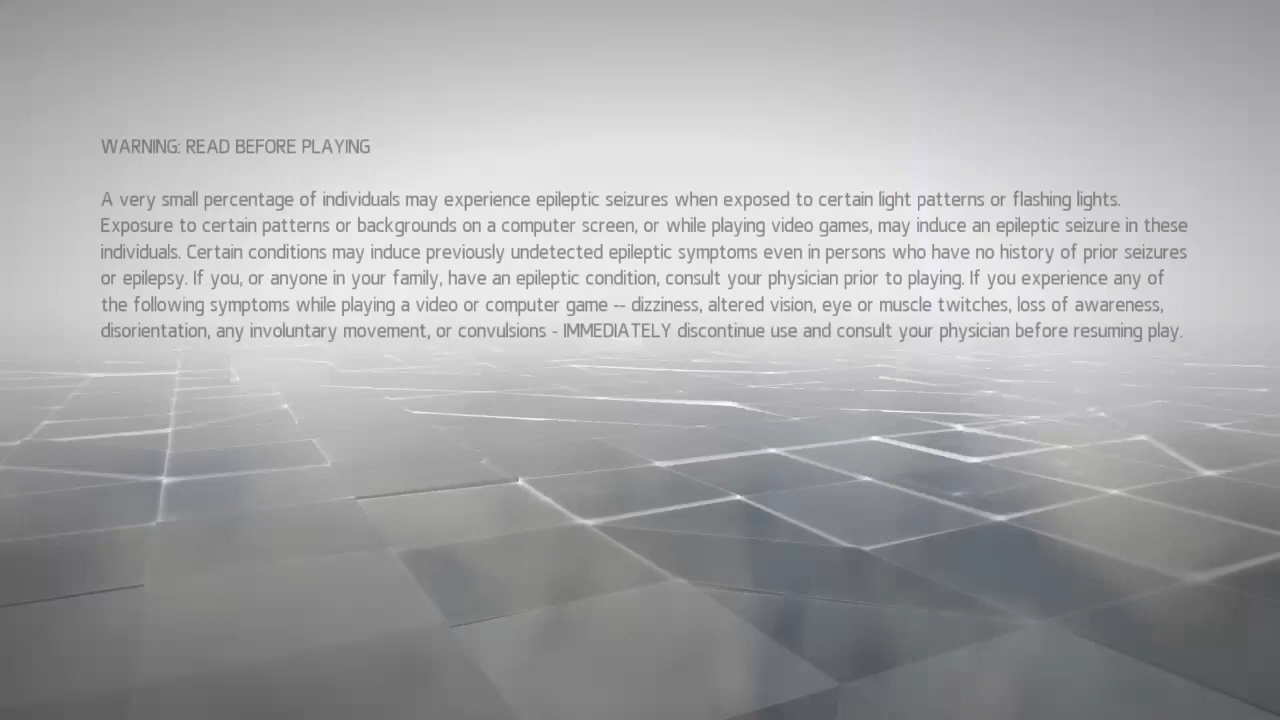 WARNING: READ BEFORE PLAYING
A very small percentage of individuals may experience epileptic seizures when exposed to certain light patterns or flashing lights.
Exposure to certain patterns or backgrounds on a computer screen, or while playing video games, may induce an epileptic seizure in these
individuals. Certain conditions may induce previously undetected epileptic symptoms even in persons who have no history of prior seizures
or epilepsy. If you, or anyone in your family, have an epileptic condition, consult your physician prior to playing. If you experience any of
the following symptoms while playing a video or computer game -- dizziness, altered vision, eye or muscle twitches, loss of awareness,
disorientation, any involuntary movement, or convulsions - IMMEDIATELY discontinue use and consult your physician before resuming play.